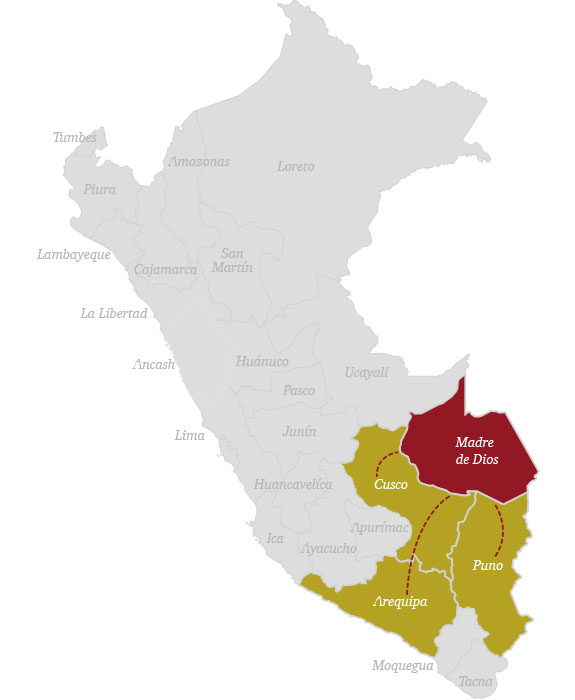 Tumbes
Amazonas
Loreto
Piura
Lambayeque
San
Martín
Cajamarca
La Libertad
Ancash
Huánuco
Ucayali
Pasco
Lima
Junín
Madre
de Dios
Cusco
Huancavelíca
Apurímac
Ica
Ayacucho
Puno
Arequipa
Moquegua
Tacna